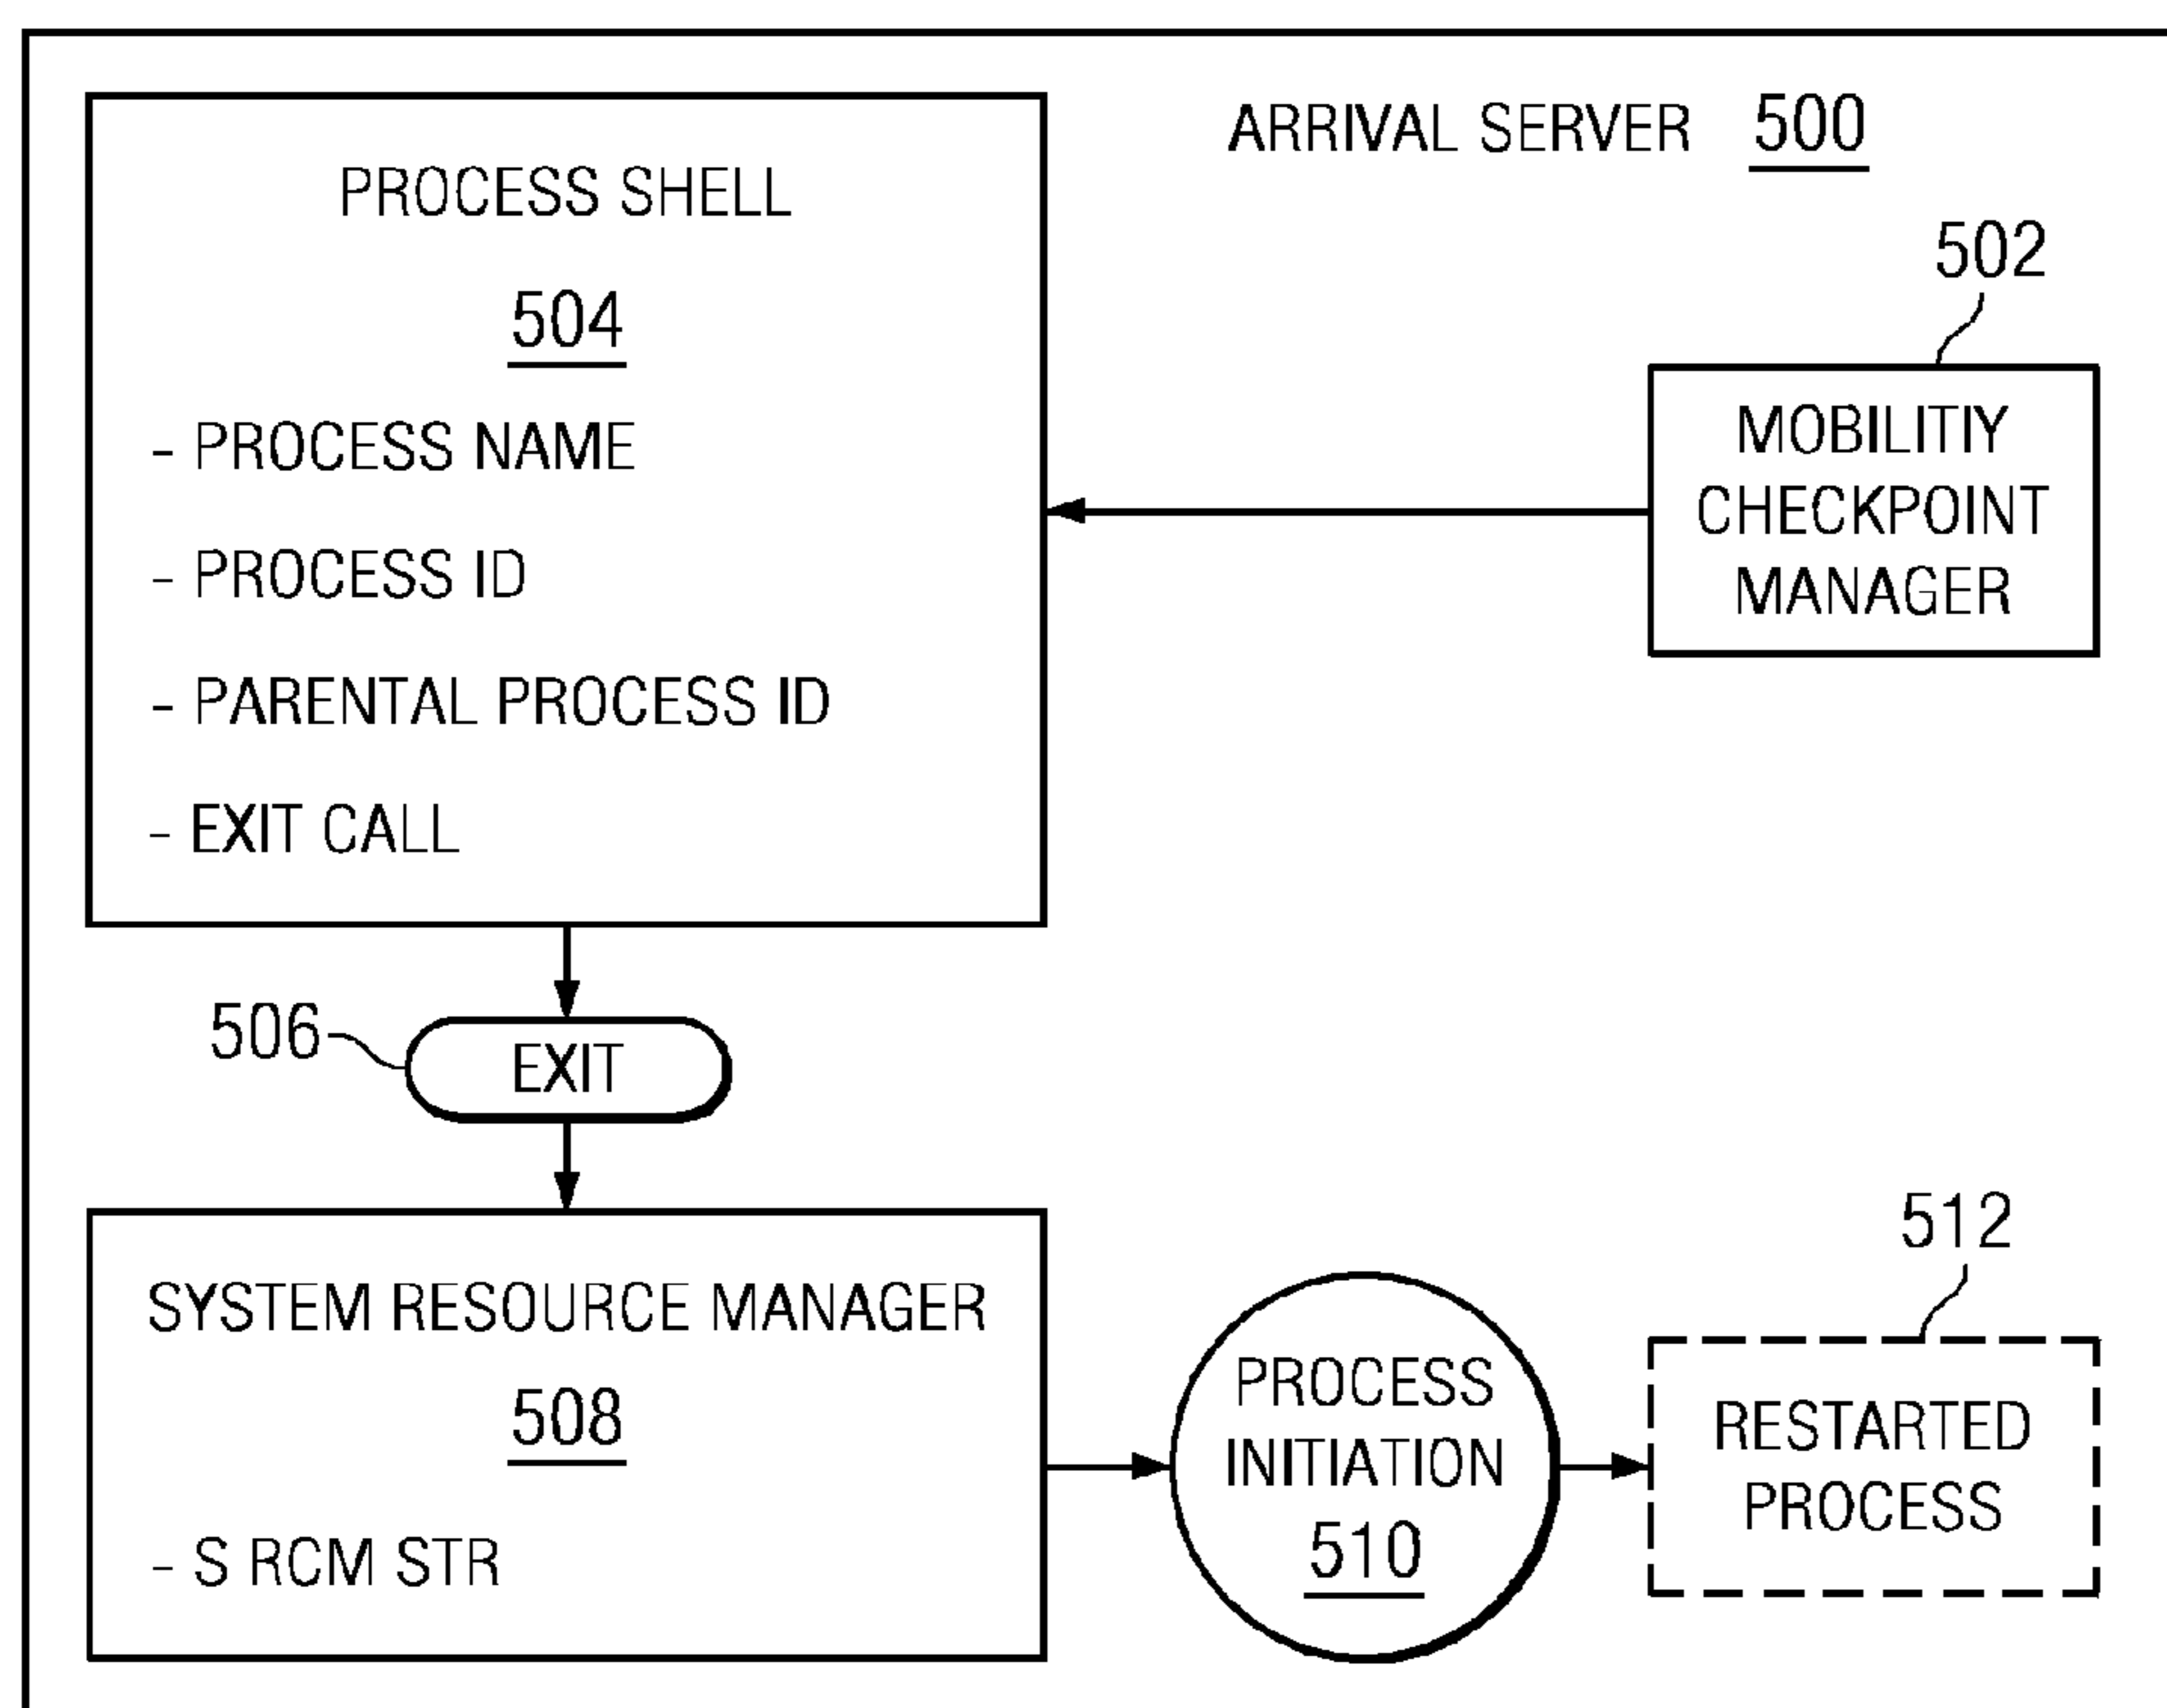 ARRIVAL SERVER 500
PROCESS SHELL
504
- PROCESS NAME
- PROCESS ID
- PARENTAL PROCESS ID
- EXIT CALL
502
MOBILITIY
CHECKPOINT
MANAGER
506
EXIT
SYSTEM RESOURCE MANAGER
508
- S RCM STR
PROCESS
INITIATION
510
512
RESTARTED
PROCESS